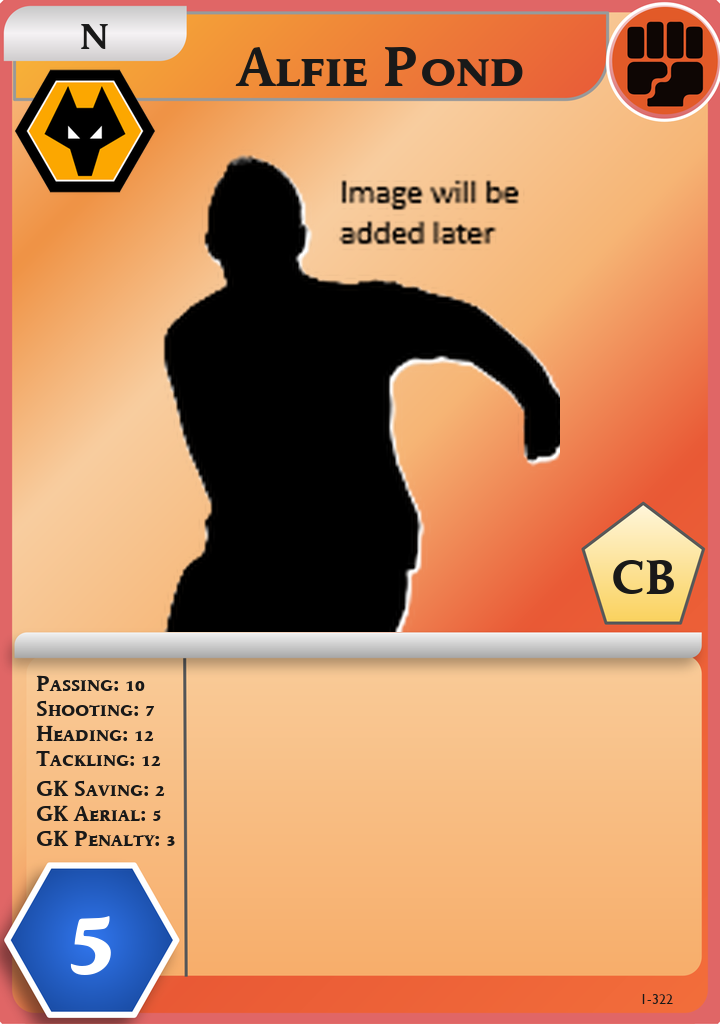 N
Alfie Pond
Image will be
added later
CB
Passing: 10
Shooting: 7
Heading: 12
Tackling: 12
GK Saving: 2
GK Aerial: 5
GK Penalty: 3
5
1-322